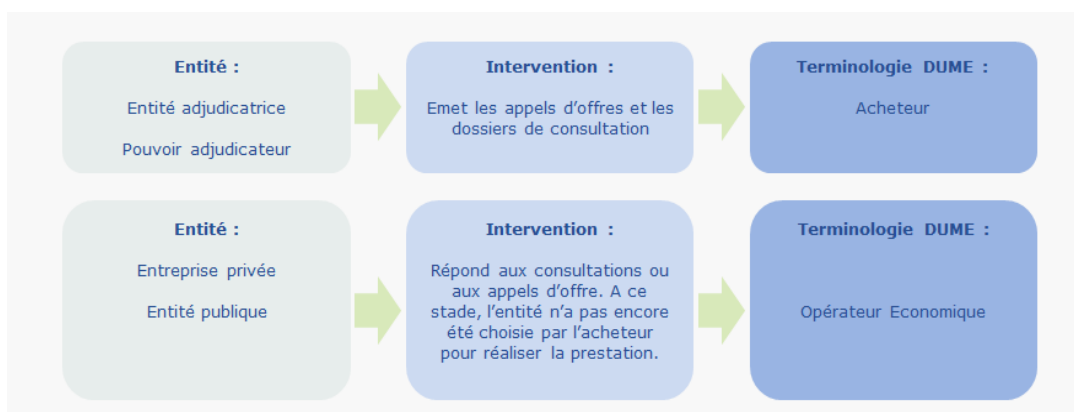 Entité :
Entité adjudicatrice
Pouvoir adjudicateur
Intervention :
Emet les appels d’offres et les
dossiers de consultation
Terminologie DUME :
Acheteur
Entité :
Entreprise privée
Entité publique
Intervention :
Répond aux consultations ou
aux appels d’offre. A ce
stade, l’entité n’a pas encore
été choisie par l’acheteur
pour réaliser la prestation.
Terminologie DUME :
Opérateur Economique